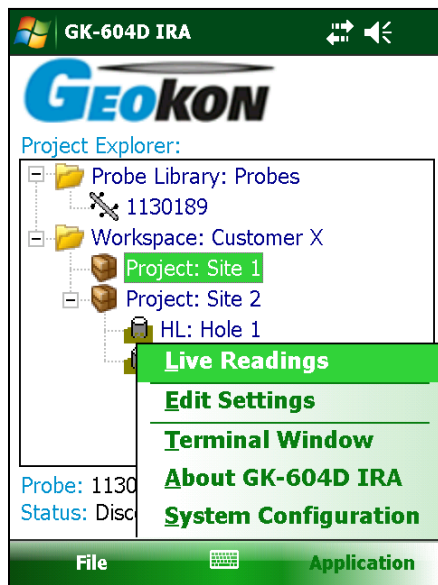 GK-604D IRA
GEOKON
Project Explorer:
Probe Library: Probes
1130189
Workspace: Customer X
Project: Site 1
Project: Site 2
HL: Hole 1
Live Readings
Edit Settings
Terminal Window
About GK-604D IRA
System Configuration
Probe: 1130
Status: Disc
File
Application